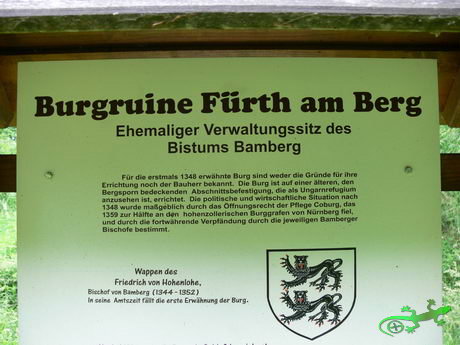 Burgruine Fürth am Berg
Ehemaliger Verwaltungssitz des
Bistums Bamberg
Für die erstmals 1348 erwähnte Burg sind weder die Gründe für ihre
Errichtung noch der Bauherr bekannt. Die Burg ist auf einer älteren, den
Bergsporn bedeckenden Abschnittsbefestigung, die als Ungarnrefugium
anzusehen ist, errichtet. Die politische und wirtschaftliche Situation nach
1348 wurde maßgeblich durch das Öffnungsrecht der Pflege Coburg, das
1359 zur Hälfte an den hohenzollerischen Burggrafen von Nürnberg fiel,
und durch die fortwährende Verpfändung durch die jeweiligen Bamberger
Bischofe bestimmt.
Wappen des
Friedrich von Hohenlohe,
Bischof von Bamberg (1344-1352)
In seine Amtszeit fällt die erste Erwähnung der Burg.